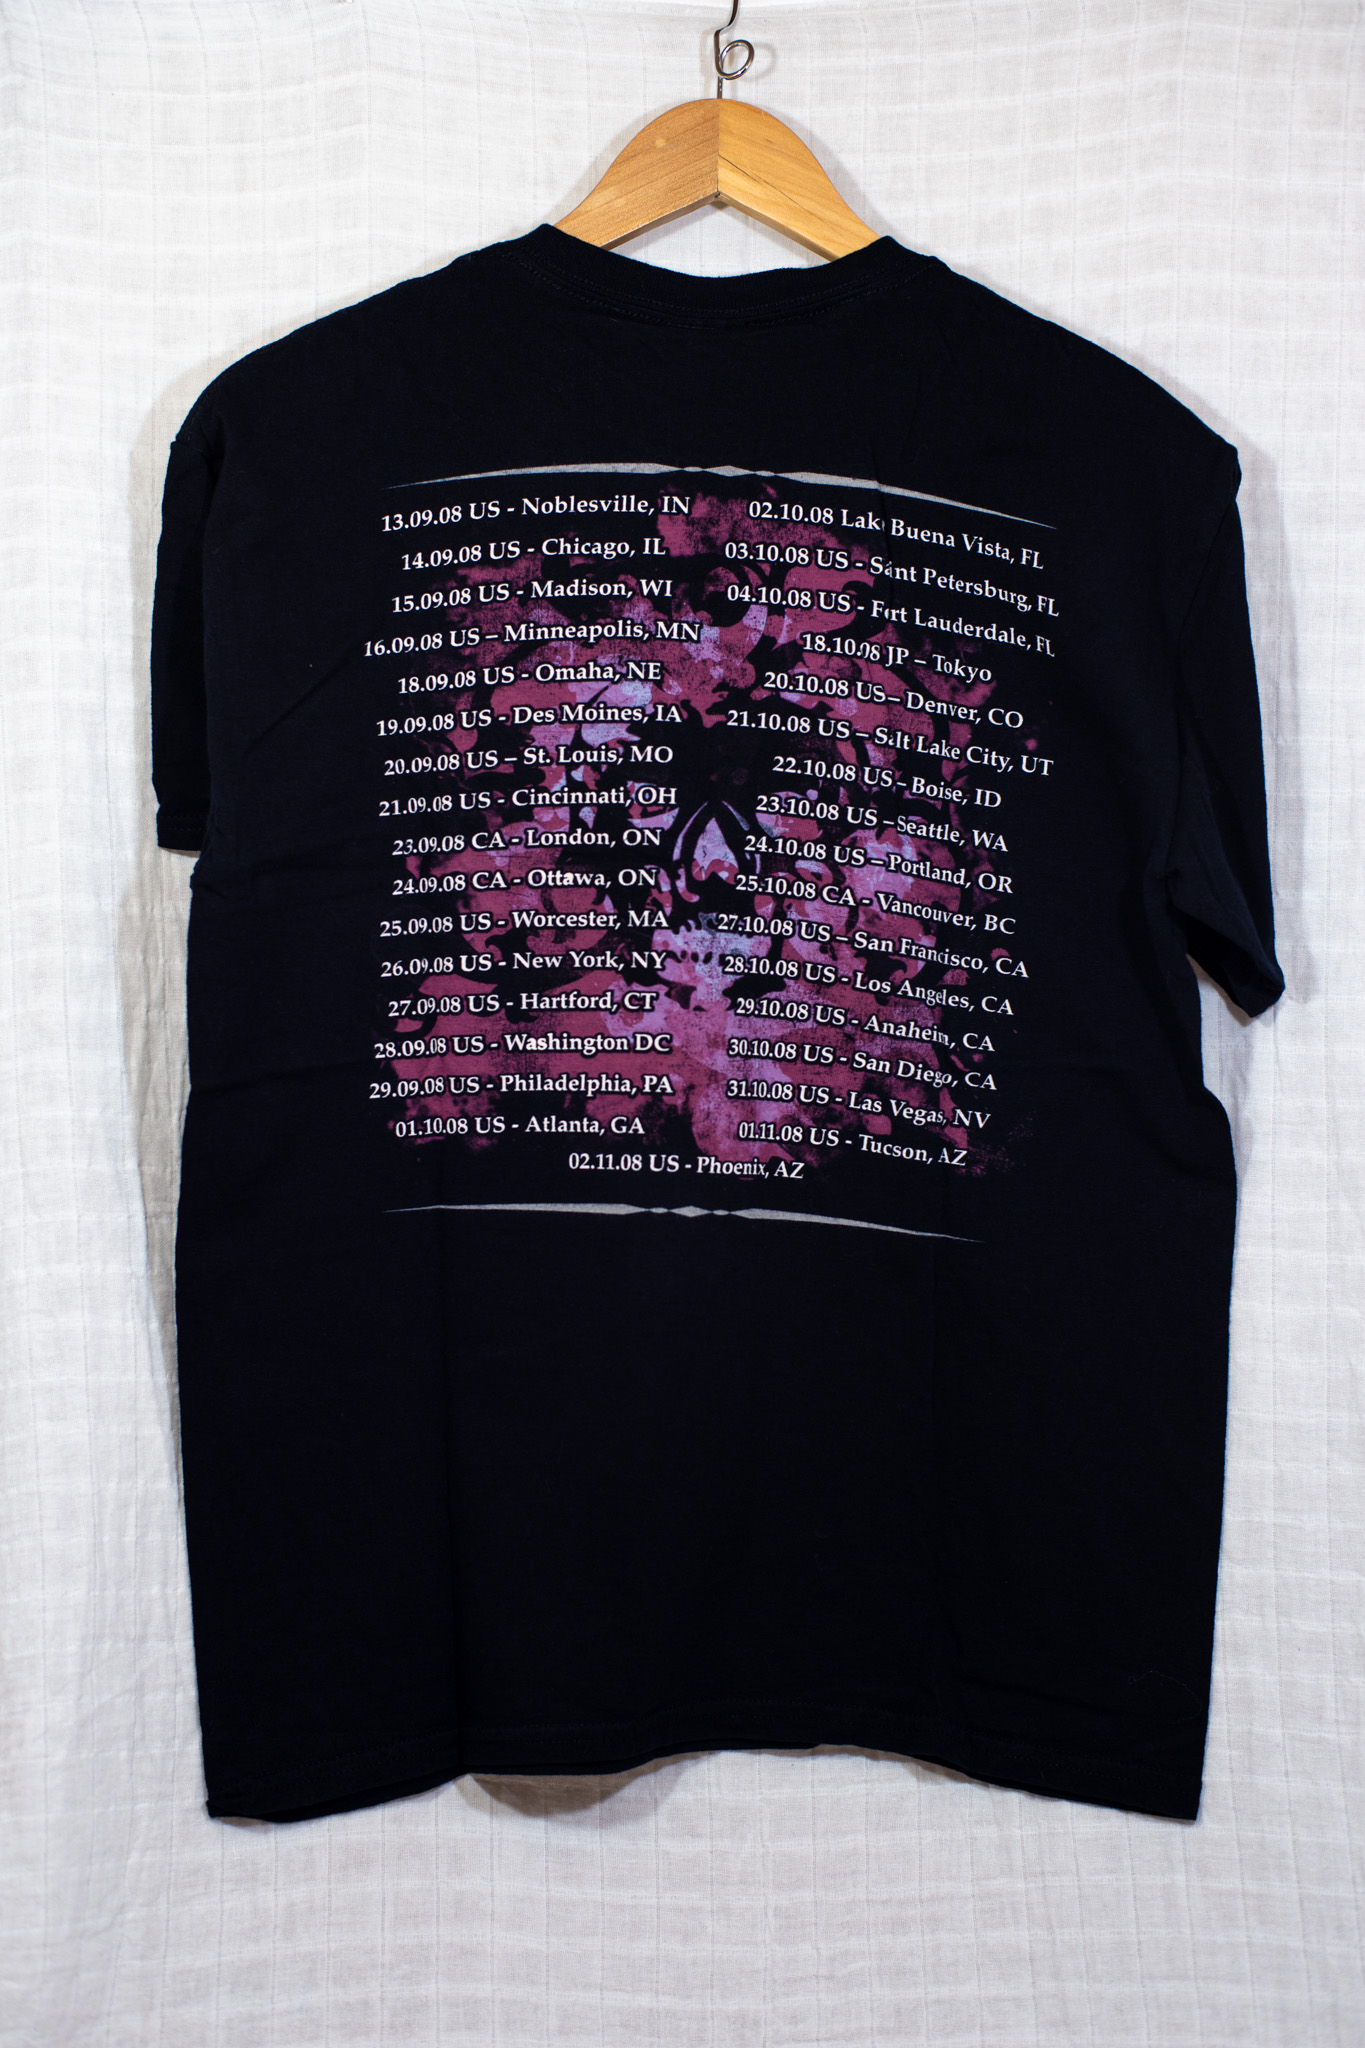 13.09.08 US - Noblesville, IN
14.09.08 US - Chicago, IL
15.09.08 US - Madison, WI
16.09.08 US – Minneapolis, MN
18.09.08 US - Omaha, NE
19.09.08 US - Des Moines, IA
20.09.08 US – St. Louis, MO
21.09.08 US - Cincinnati, OH
23.09.08 CA - London, ON
24.09.08 CA - Ottawa, ON
25.09.08 US - Worcester, MA
26.09.08 US - New York, NY
27.09.08 US - Hartford, CT
28.09.08 US - Washington DC
29.09.08 US - Philadelphia, PA
01.10.08 US - Atlanta, GA
02.10.08 Lake Buena Vista, FL
03.10.08 US - Saint Petersburg, FL
04.10.08 US - Fort Lauderdale, FL
18.10.08 JP – Tokyo
20.10.08 US – Denver, CO
21.10.08 US – Salt Lake City, UT
22.10.08 US – Boise, ID
23.10.08 US – Seattle, WA
24.10.08 US – Portland, OR
25.10.08 CA - Vancouver, BC
27.10.08 US – San Francisco, CA
28.10.08 US - Los Angeles, CA
29.10.08 US - Anaheim, CA
30.10.08 US - San Diego, CA
31.10.08 US - Las Vegas, NV
01.11.08 US - Tucson, AZ
02.11.08 US - Phoenix, AZ